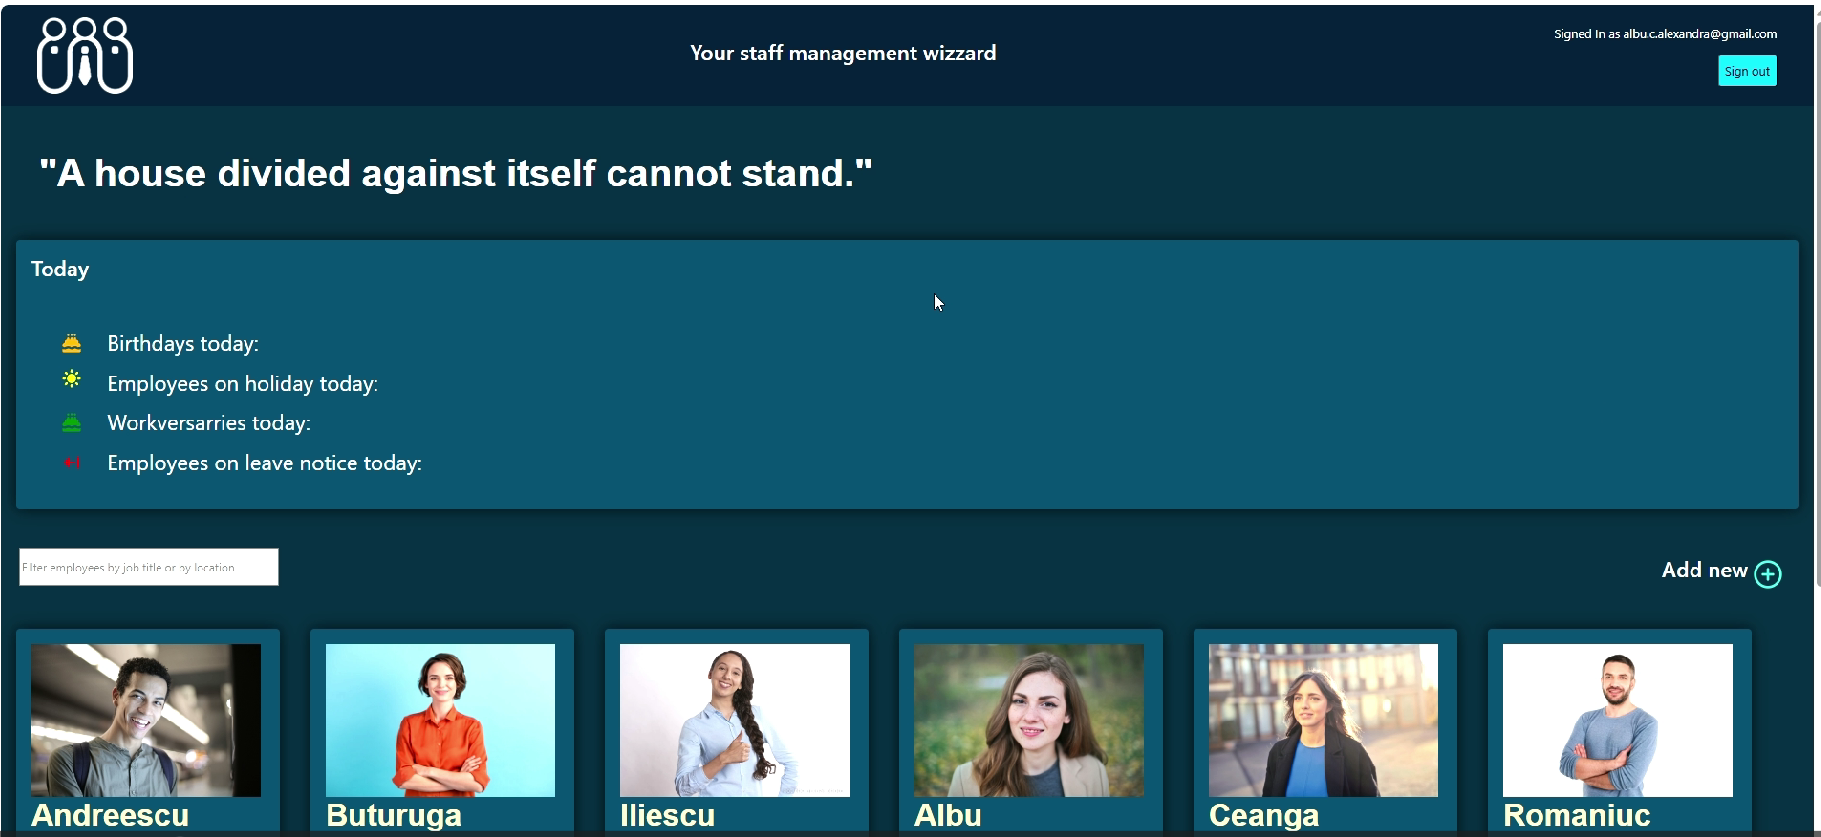 Your staff management wizzard
Signed In as albu.c.alexandra@gmail.com
Sign out
"A house divided against itself cannot stand."
Today
Birthdays today:
Employees on holiday today:
Workversarries today:
Employees on leave notice today:
Filter employees by job title or by location
Add new
Andreescu
Buturuga
Iliescu
Albu
Ceanga
Romaniuc